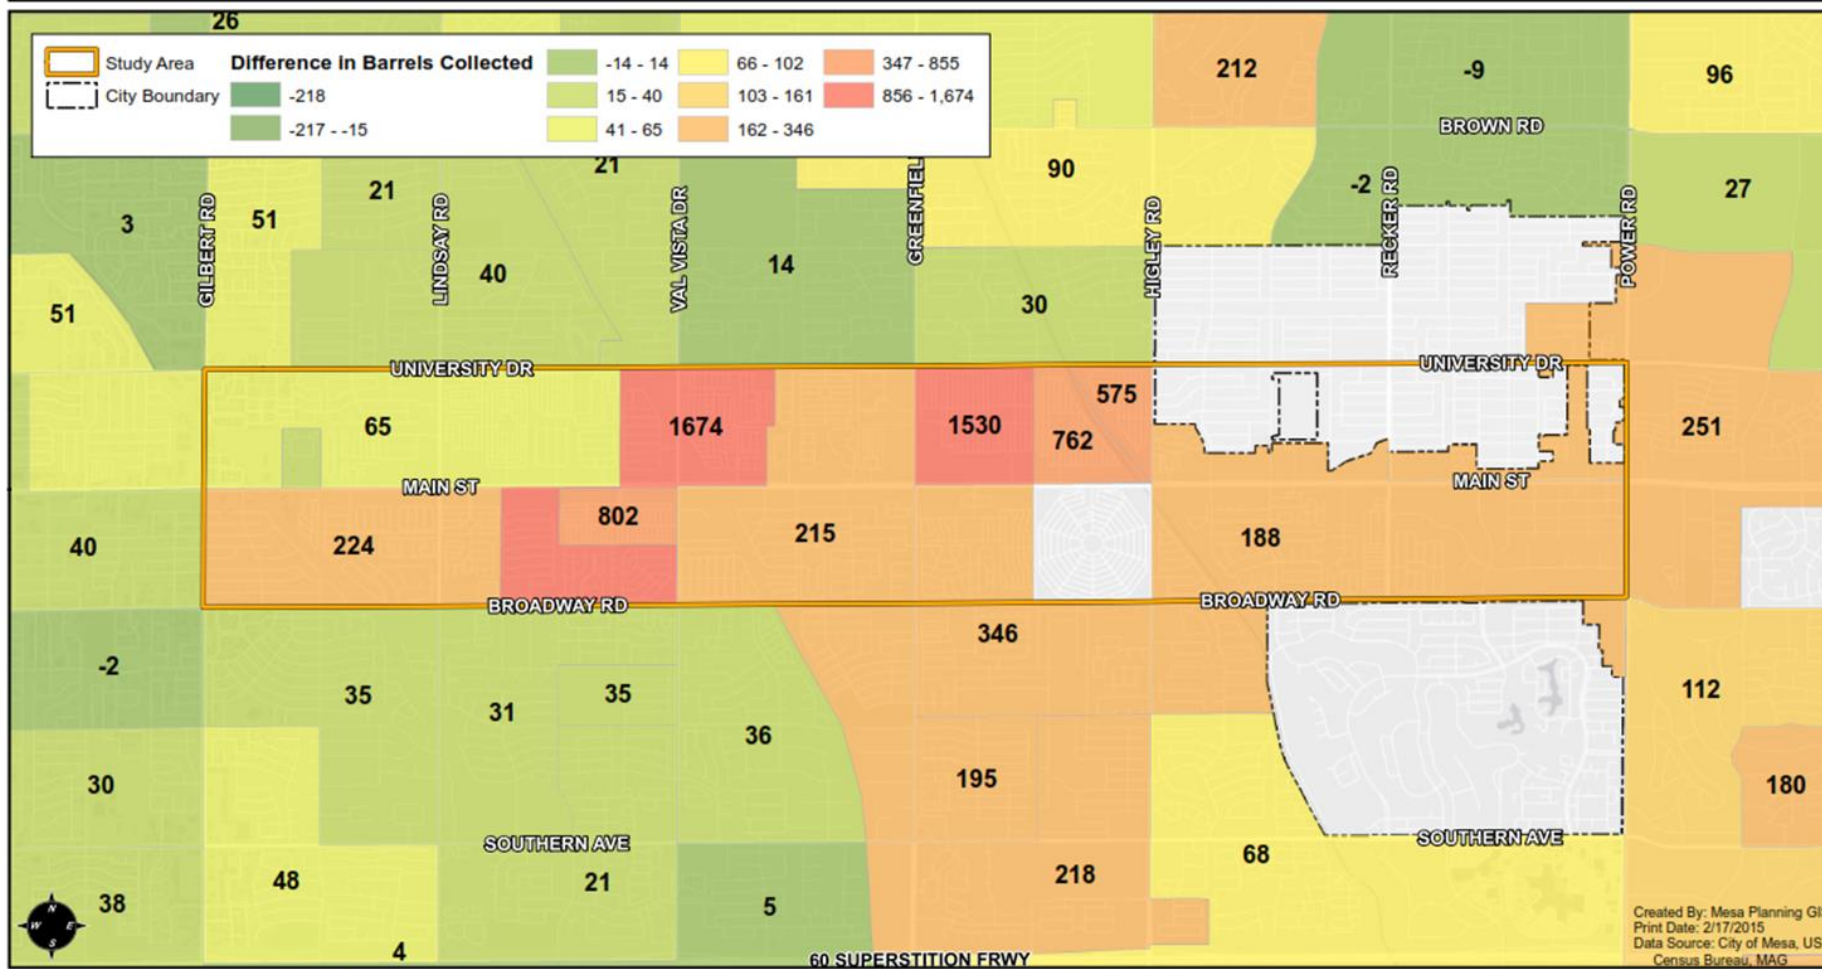 26
Study Area
City Boundary
Difference in Barrels Collected
-218
-217 - -15
-14 - 14
15 - 40
41 - 65
66 - 102
103 - 161
162 - 346
347 - 855
856 - 1,674
212
-9
96
BROWN RD
21
90
-2
27
21
51
3
GILBERT RD
LINDSAY RD
VAL VISTA DR
GREENFIEL
HIGLEY RD
RECKER RD
POWER RD
40
14
30
51
UNIVERSITY DR
UNIVERSITY DR
65
1674
1530
575
762
251
MAIN ST
MAIN ST
40
224
802
215
188
BROADWAY RD
BROADWAY RD
-2
35
31
35
36
346
112
30
195
180
SOUTHERN AVE
SOUTHERN AVE
48
21
5
218
68
38
4
60 SUPERSTITION FRWY
N
W E
S
Created By: Mesa Planning GI
Print Date: 2/17/2015
Data Source: City of Mesa, US
Census Bureau, MAG